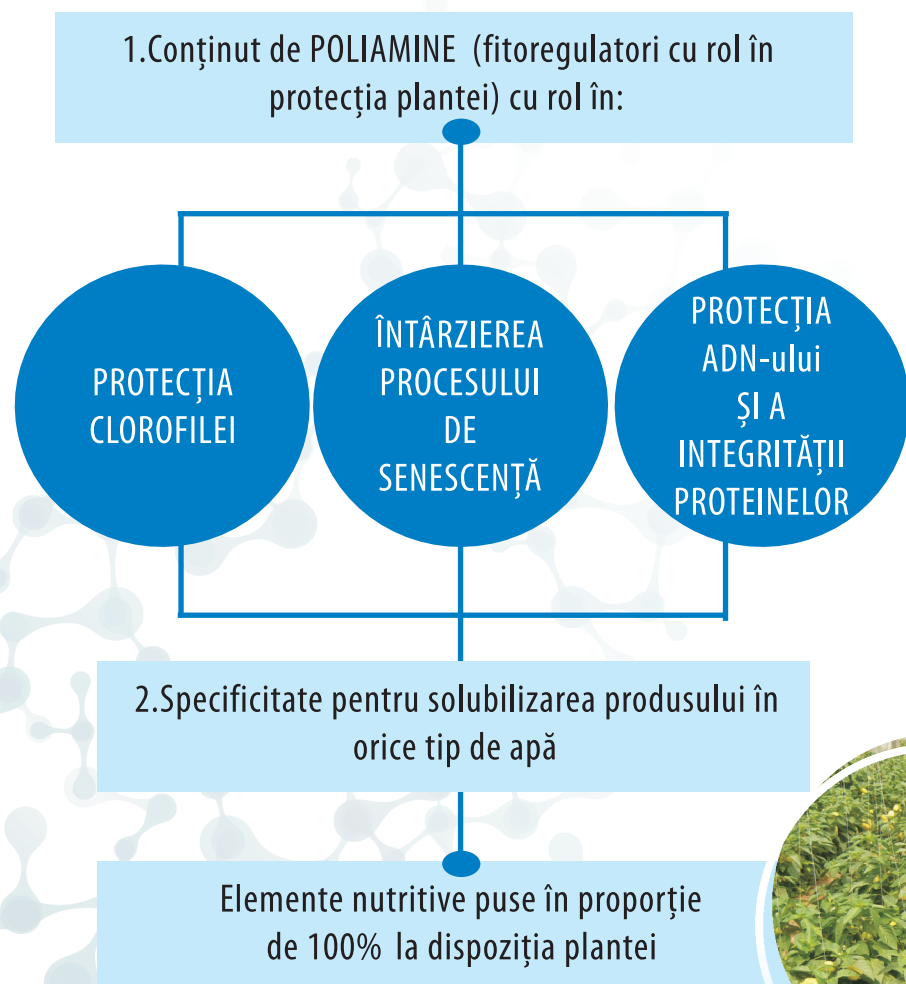 1.Conținut de POLIAMINE (fitoregulatori cu rol în
protecția plantei) cu rol în:
PROTECȚIA
CLOROFILEI
ÎNTÂRZIEREA
PROCESULUI
DE
SENESCENȚĂ
PROTECȚIA
ADN-ului
ȘI A
INTEGRITĂȚII
PROTEINELOR
2.Specificitate pentru solubilizarea produsului în
orice tip de apă
Elemente nutritive puse în proporție
de 100% la dispoziția plantei